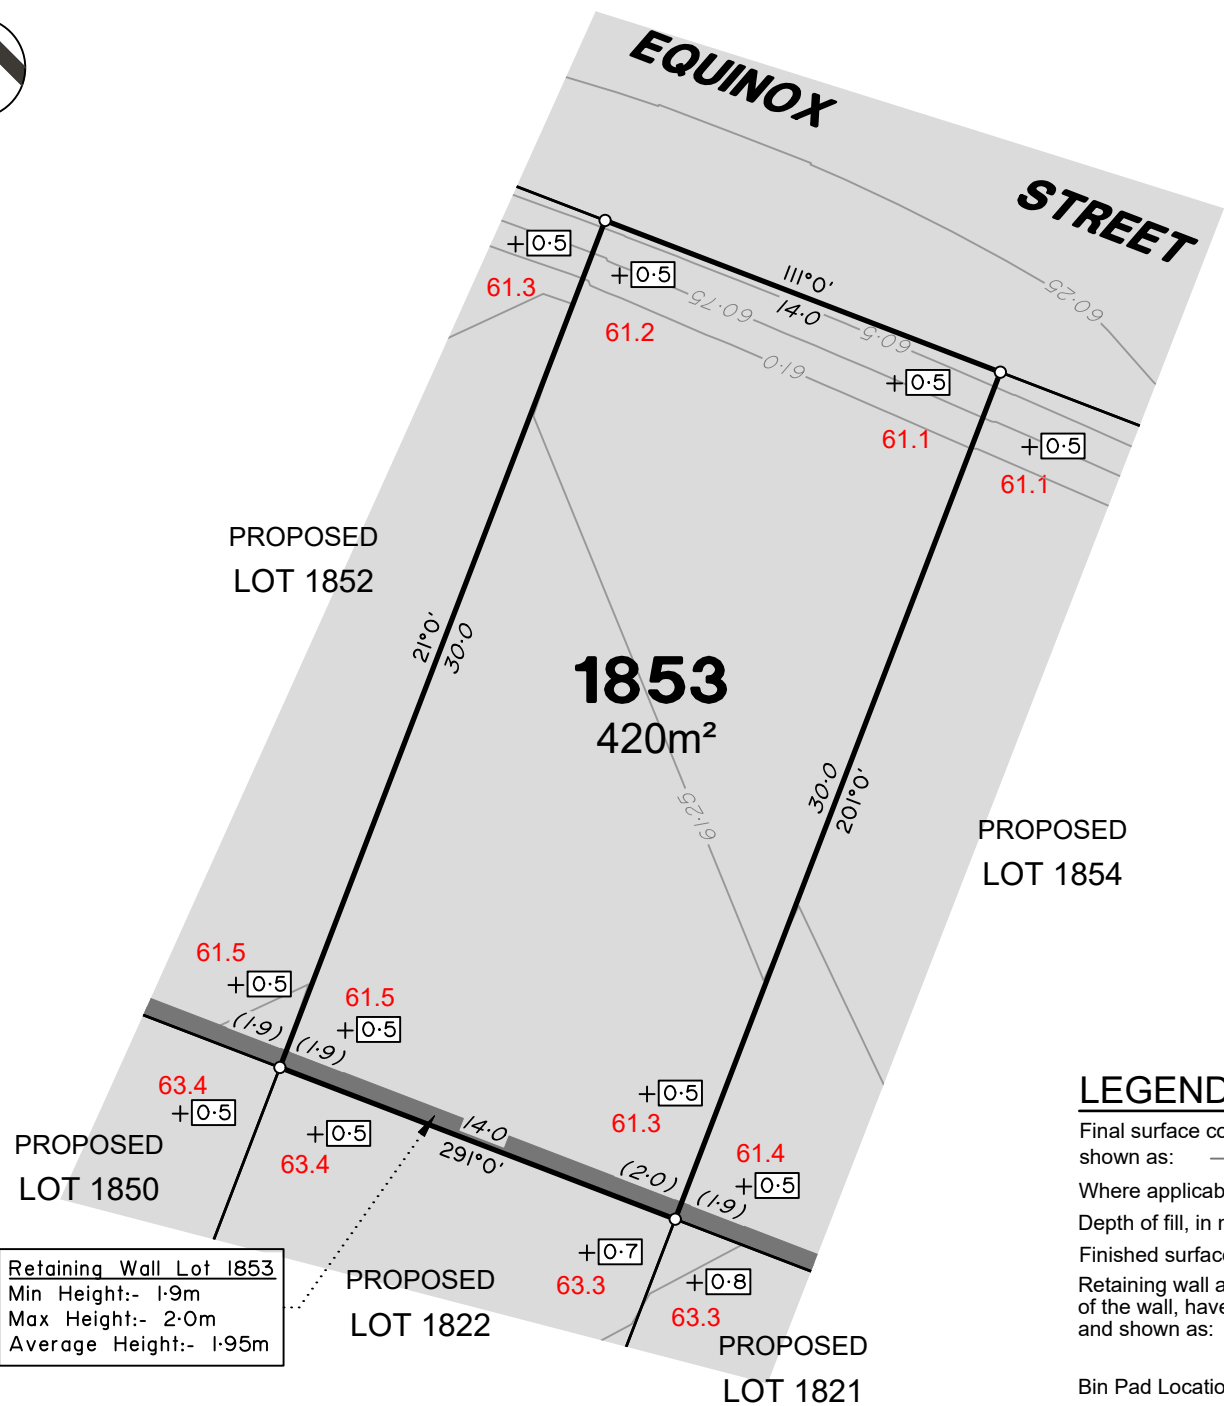 EQUINOX STREET
+ 0·5
61.3
+ 0·5
61.2
111°0'
14·0
60·75
60·5
60·25
61·0
+ 0·5
61.1
+ 0·5
61.1
PROPOSED
LOT 1852
21°0'
30·0
1853
420m²
61·25
30·0
201°0'
PROPOSED
LOT 1854
61.5
+ 0·5
61.5
+ 0·5
(1·9)
(1·9)
63.4
+ 0·5
+ 0·5
63.4
PROPOSED
LOT 1850
14·0
291°0'
+ 0·5
61.3
61.4
+ 0·5
(2·0)
(1·9)
+ 0·7
63.3
+ 0·8
63.3
PROPOSED
LOT 1822
PROPOSED
LOT 1821
Retaining Wall Lot 1853
Min Height:- 1·9m
Max Height:- 2·0m
Average Height:- 1·95m
LEGEND
Final surface co
shown as:
Where applicab
Depth of fill, in
Finished surface
Retaining wall a
of the wall, have
and shown as:
Bin Pad Locatio